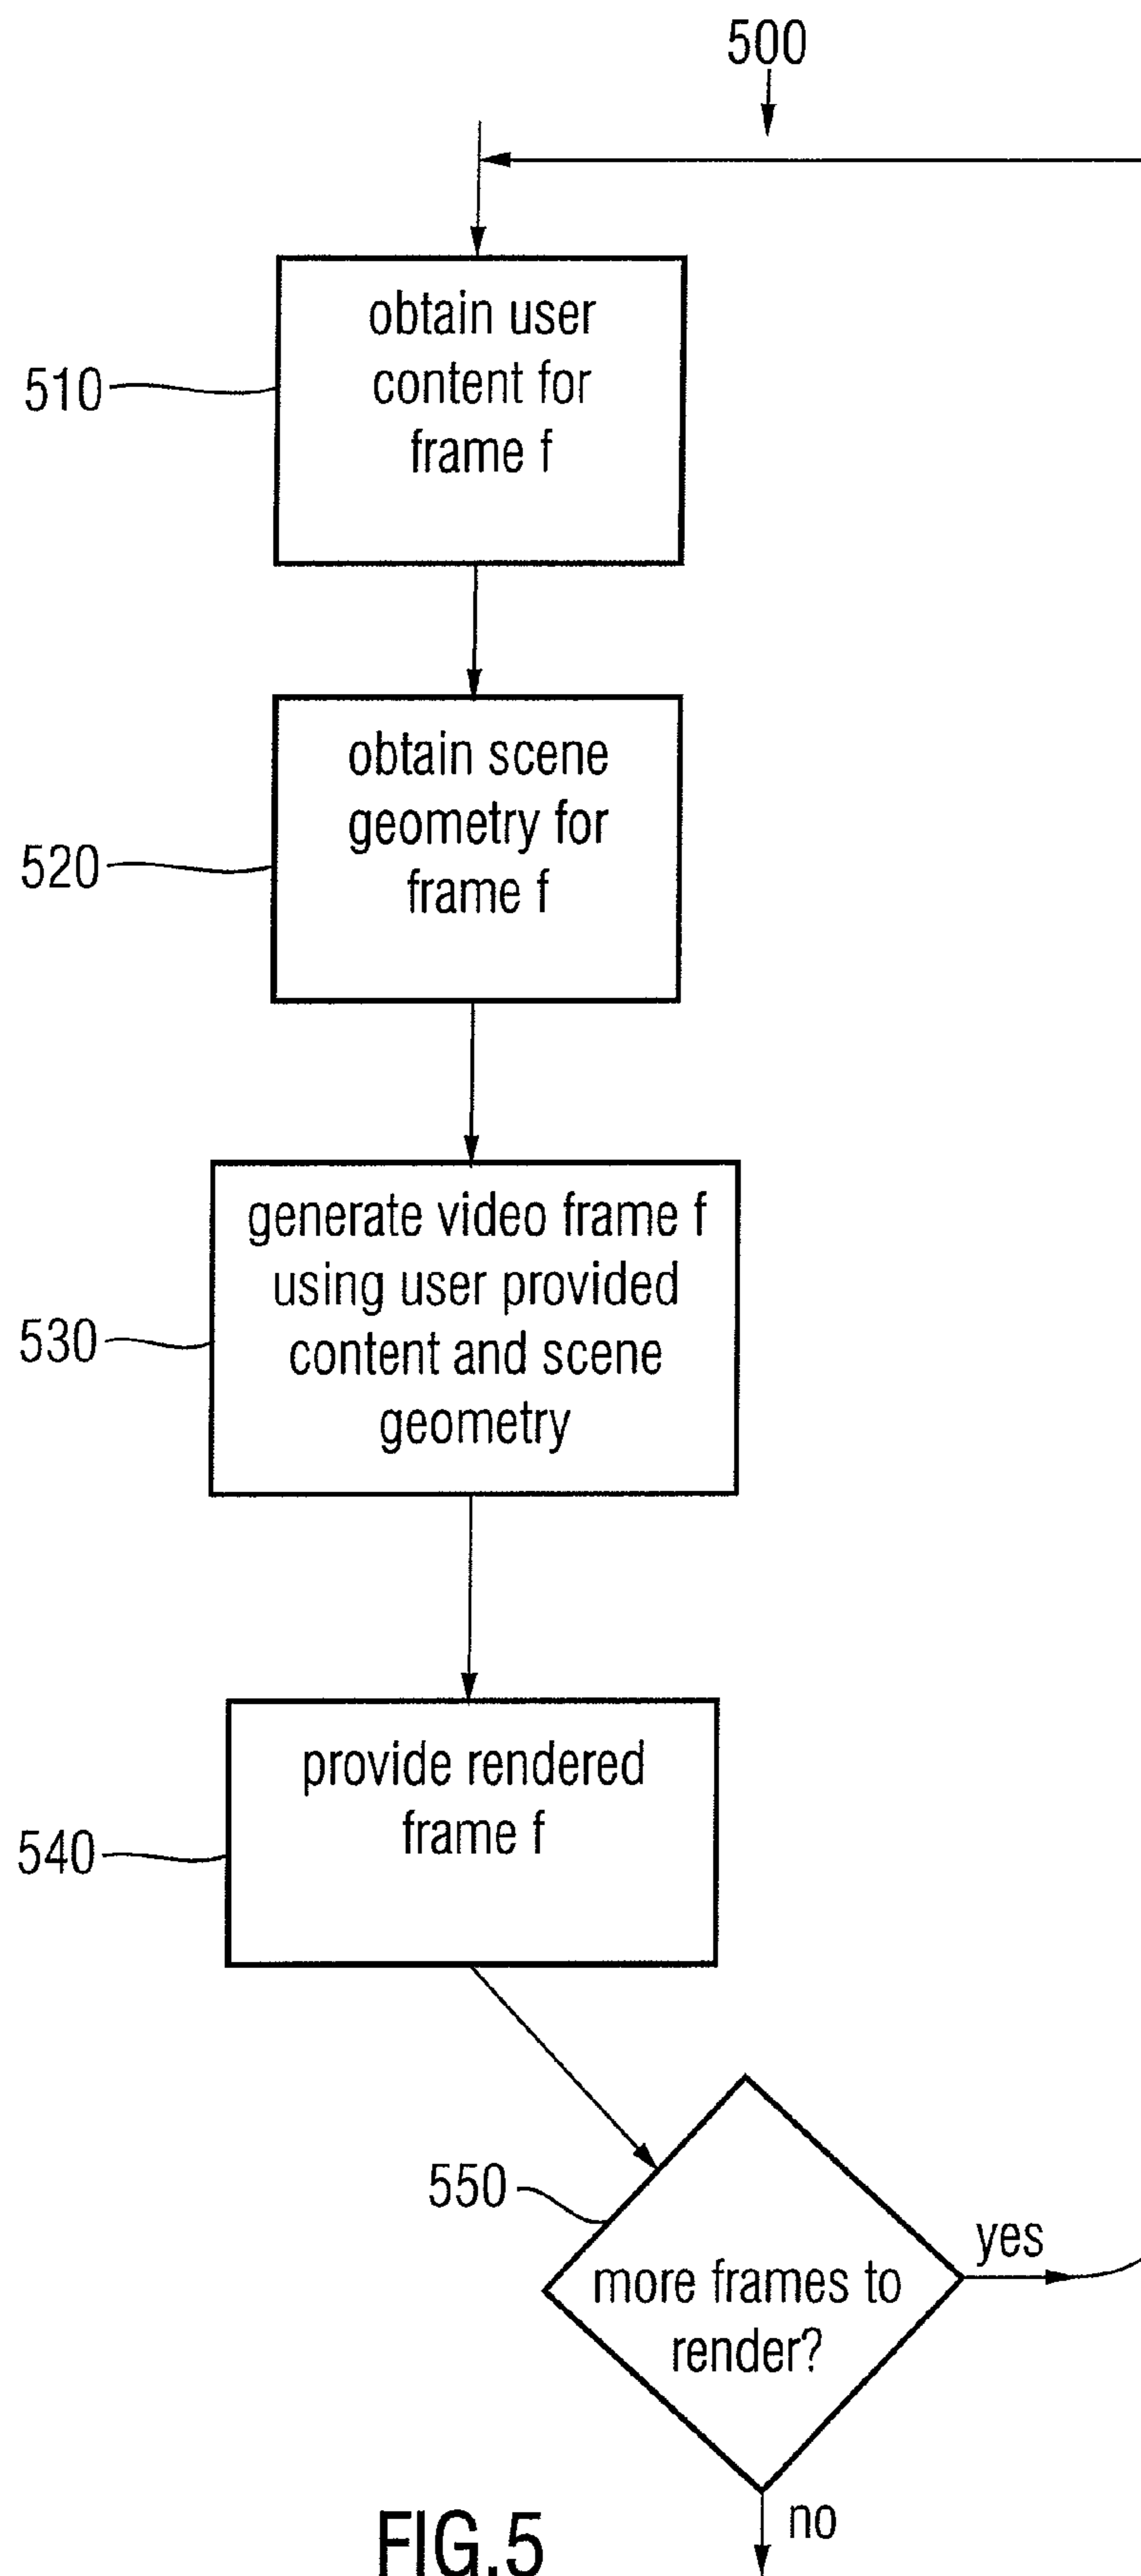 500
obtain user
content for
frame f
510
obtain scene
geometry for
frame f
520
generate video frame f
using user provided
content and scene
geometry
530
provide rendered
frame f
540
550
more frames to
render?
yes
no
FIG.5